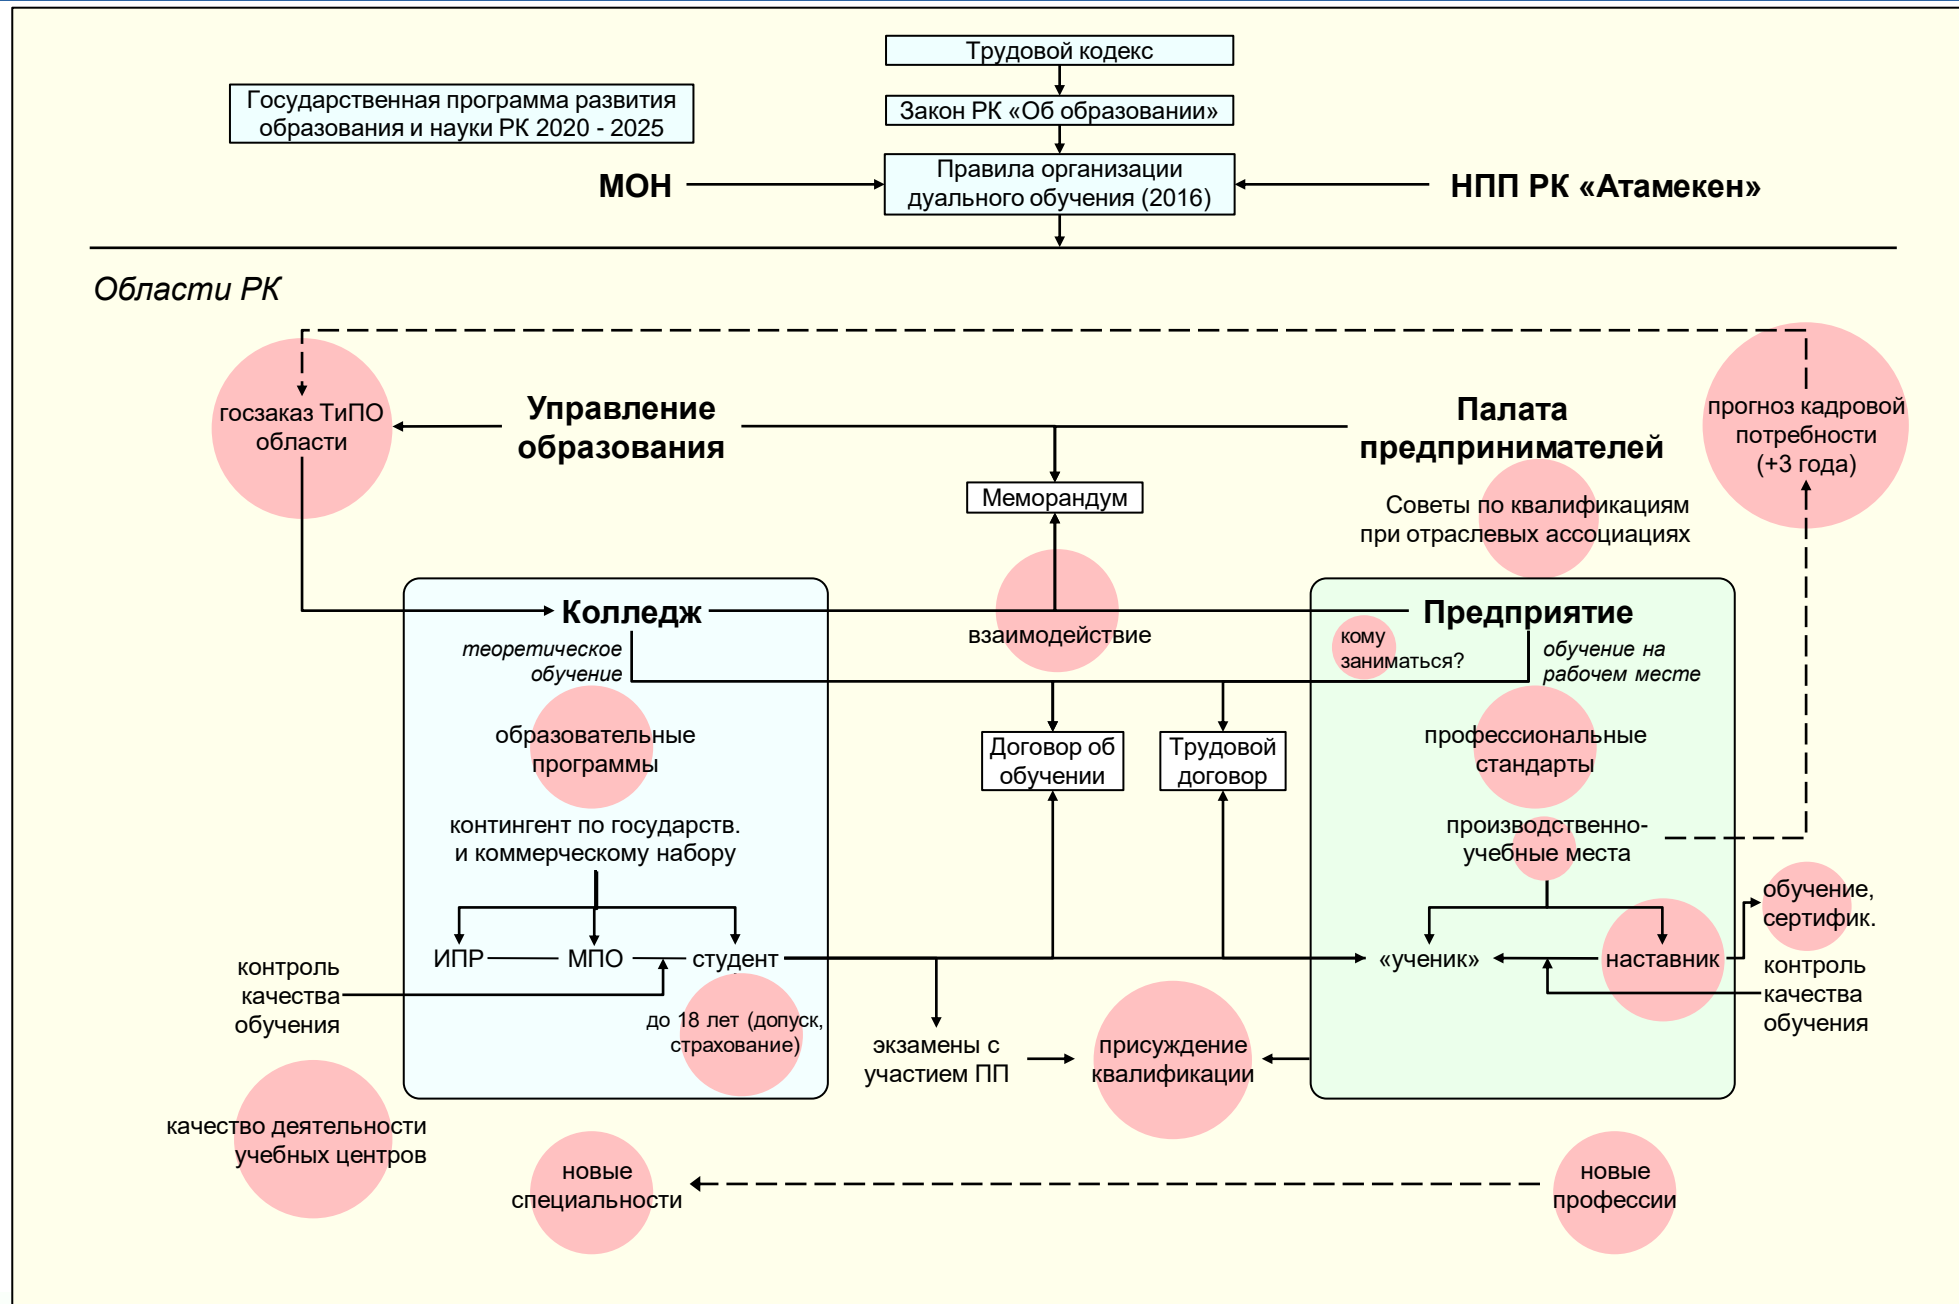 Трудовой кодекс
Государственная программа развития
образования и науки РК 2020 - 2025
Закон РК «Об образовании»
МОН
Правила организации
дуального обучения (2016)
НПП РК «Атамекен»
Области РК
госзаказ ТиПО
области
Управление
образования
Палата
предпринимателей
прогноз кадровой
потребности
(+3 года)
Меморандум
Советы по квалификациям
при отраслевых ассоциациях
Колледж
взаимодействие
Предприятие
теоретическое
обучение
кому
заниматься?
обучение на
рабочем месте
образовательные
программы
Договор об
обучении
Трудовой
договор
профессиональные
стандарты
контингент по государств.
и коммерческому набору
производственно-
учебные места
обучение,
сертифик.
ИПР
МПО
студент
«ученик»
наставник
контроль
качества
обучения
контроль
качества
обучения
до 18 лет (допуск,
страхование)
экзамены с
участием ПП
присуждение
квалификации
качество деятельности
учебных центров
новые
специальности
новые
профессии